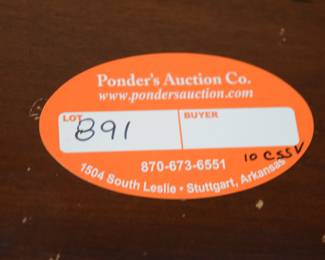 Ponder's Auction Co.
www.pondersauction.com
LOT BUYER
891
870-673-6551
10 CSSV
1504 South Leslie • Stuttgart, Arkansas